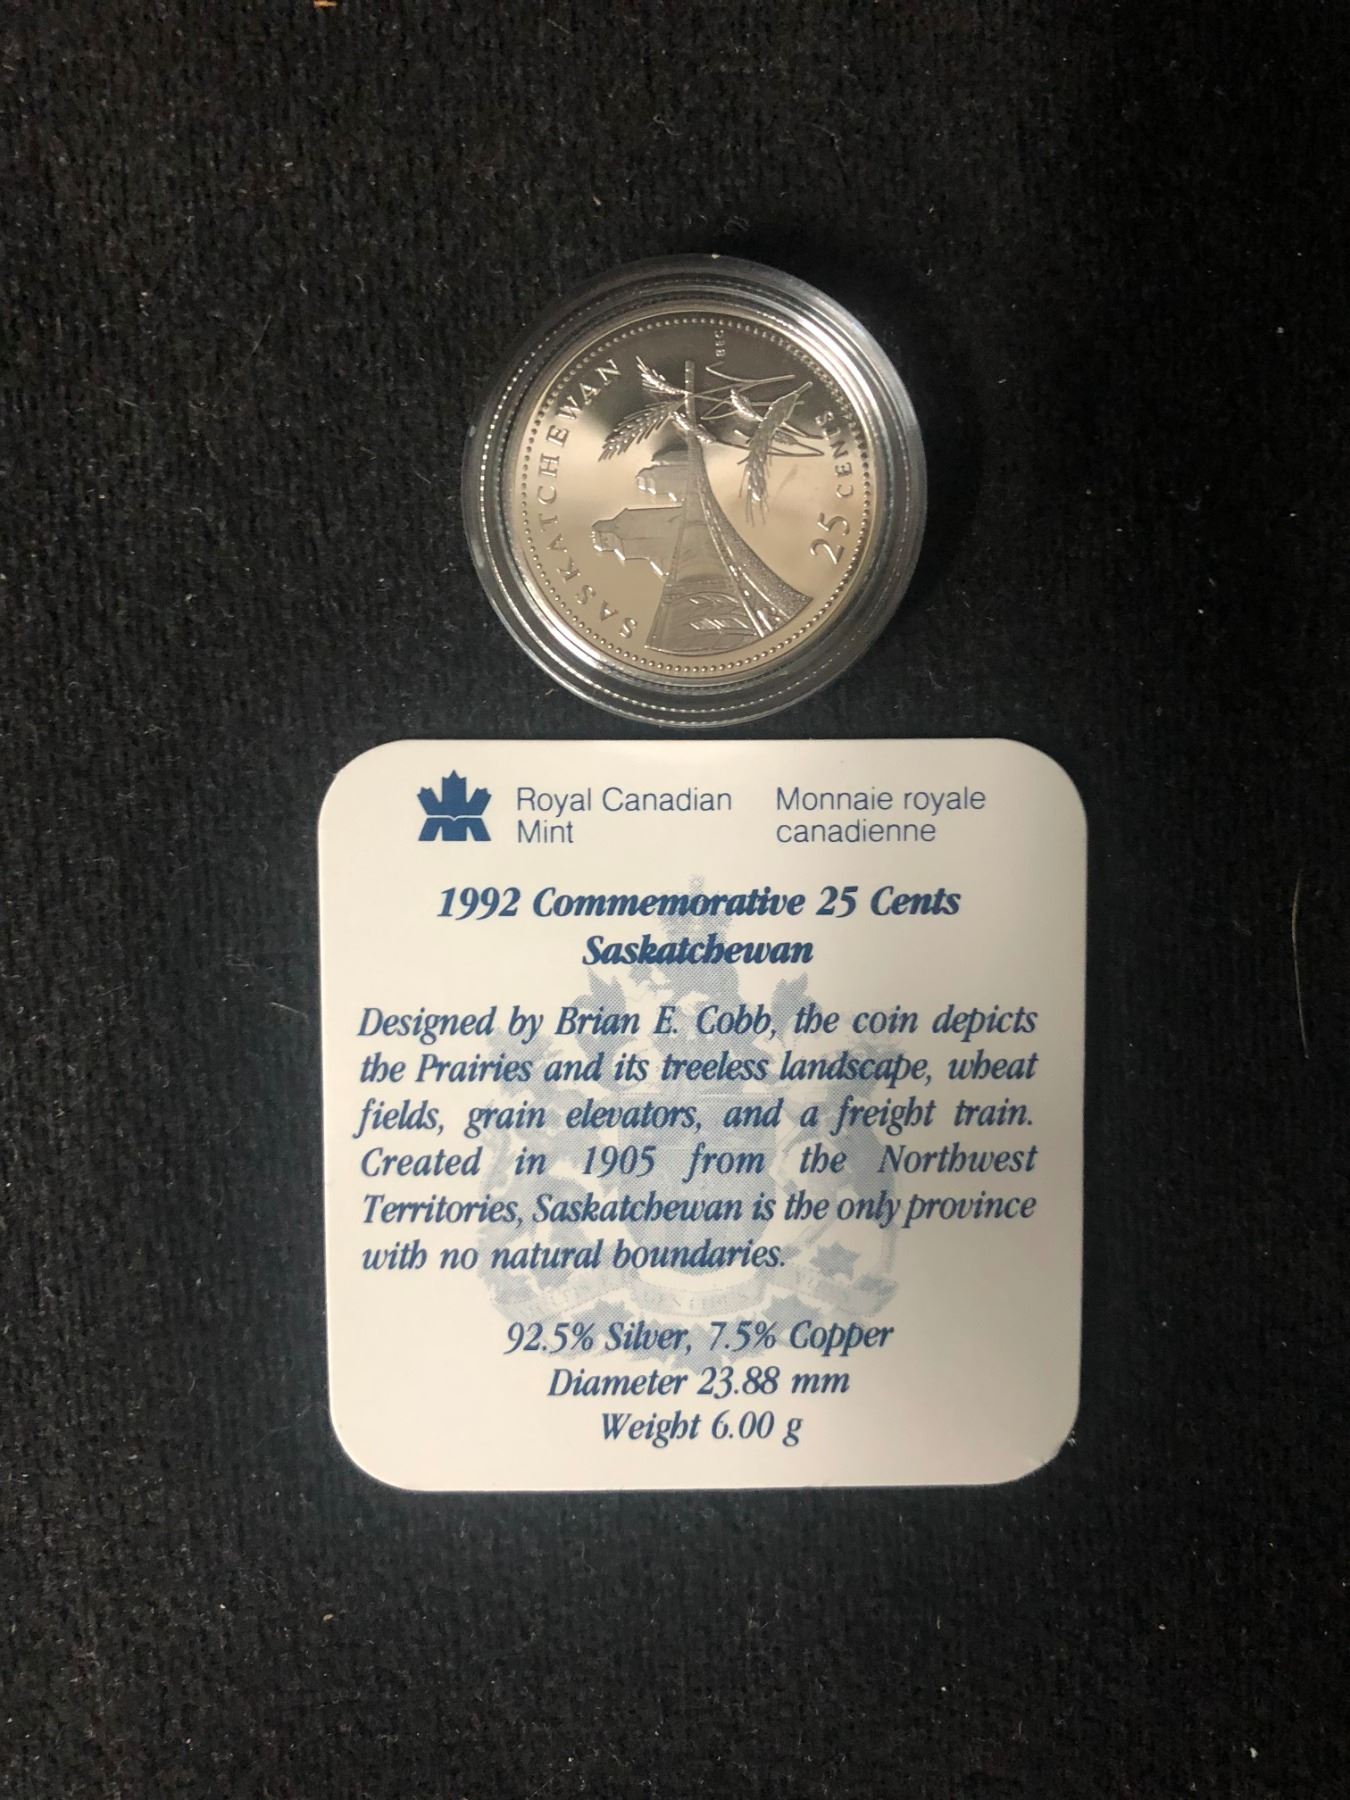 SASKATCHEWAN
BEC
25 CENTS
Royal Canadian Mint
Monnaie royale canadienne
1992 Commemorative 25 Cents
Saskatchewan
Designed by Brian E. Cobb, the coin depicts
the Prairies and its treeless landscape, wheat
fields, grain elevators, and a freight train.
Created in 1905 from the Northwest
Territories, Saskatchewan is the only province
with no natural boundaries.
92.5% Silver, 7.5% Copper
Diameter 23.88 mm
Weight 6.00 g